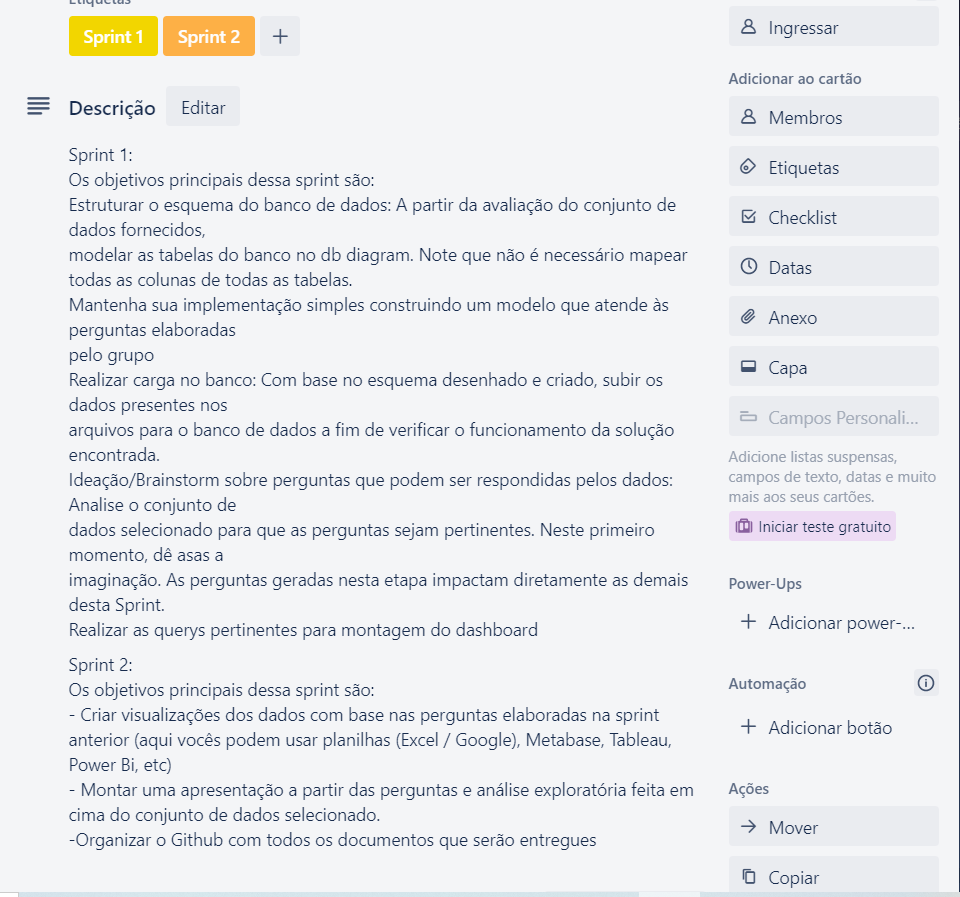 Etiquetas
Sprint 1 Sprint 2 +
Descrição Editar
Sprint 1:
Os objetivos principais dessa sprint são:
Estruturar o esquema do banco de dados: A partir da avaliação do conjunto de
dados fornecidos,
modelar as tabelas do banco no db diagram. Note que não é necessário mapear
todas as colunas de todas as tabelas.
Mantenha sua implementação simples construindo um modelo que atende às
perguntas elaboradas
pelo grupo
Realizar carga no banco: Com base no esquema desenhado e criado, subir os
dados presentes nos
arquivos para o banco de dados a fim de verificar o funcionamento da solução
encontrada.
Ideação/Brainstorm sobre perguntas que podem ser respondidas pelos dados:
Analise o conjunto de
dados selecionado para que as perguntas sejam pertinentes. Neste primeiro
momento, dê asas a
imaginação. As perguntas geradas nesta etapa impactam diretamente as demais
desta Sprint.
Realizar as querys pertinentes para montagem do dashboard
Sprint 2:
Os objetivos principais dessa sprint são:
- Criar visualizações dos dados com base nas perguntas elaboradas na sprint
anterior (aqui vocês podem usar planilhas (Excel / Google), Metabase, Tableau,
Power Bi, etc)
- Montar uma apresentação a partir das perguntas e análise exploratória feita em
cima do conjunto de dados selecionado.
-Organizar o Github com todos os documentos que serão entregues
Ingressar
Adicionar ao cartão
Membros
Etiquetas
Checklist
Datas
Anexo
Capa
Campos Personali...
Adicione listas suspensas,
campos de texto, datas e muito
mais aos seus cartões.
Iniciar teste gratuito
Power-Ups
+ Adicionar power-...
Automação
+ Adicionar botão
Ações
Mover
Copiar